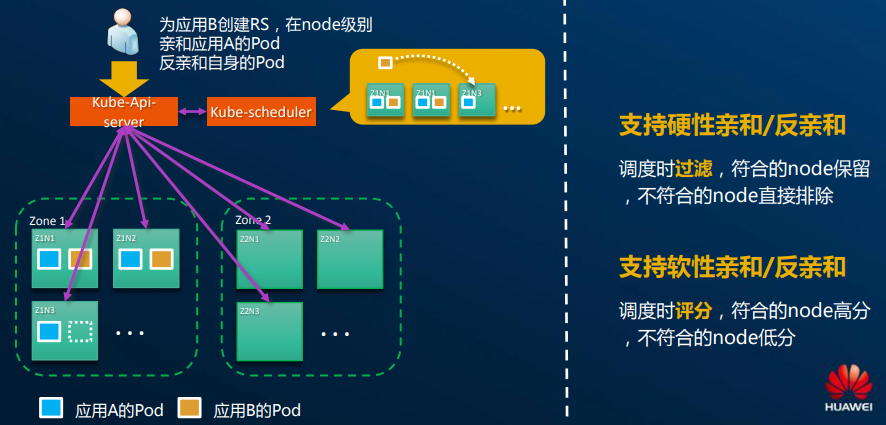 为应用B创建RS，在node级别
亲和应用A的Pod
反亲和自身的Pod
Kube-Api-
server
Kube-scheduler
Z1N1
Z1N1
Z1N3
...
Zone 1
Z1N1
Z1N2
Z1N3
...
Zone 2
Z2N1
Z2N2
Z2N3
...
应用A的Pod
应用B的Pod
支持硬性亲和/反亲和
调度时过滤，符合的node保留
，不符合的node直接排除
支持软性亲和/反亲和
调度时评分，符合的node高分
，不符合的node低分
HUAWEI